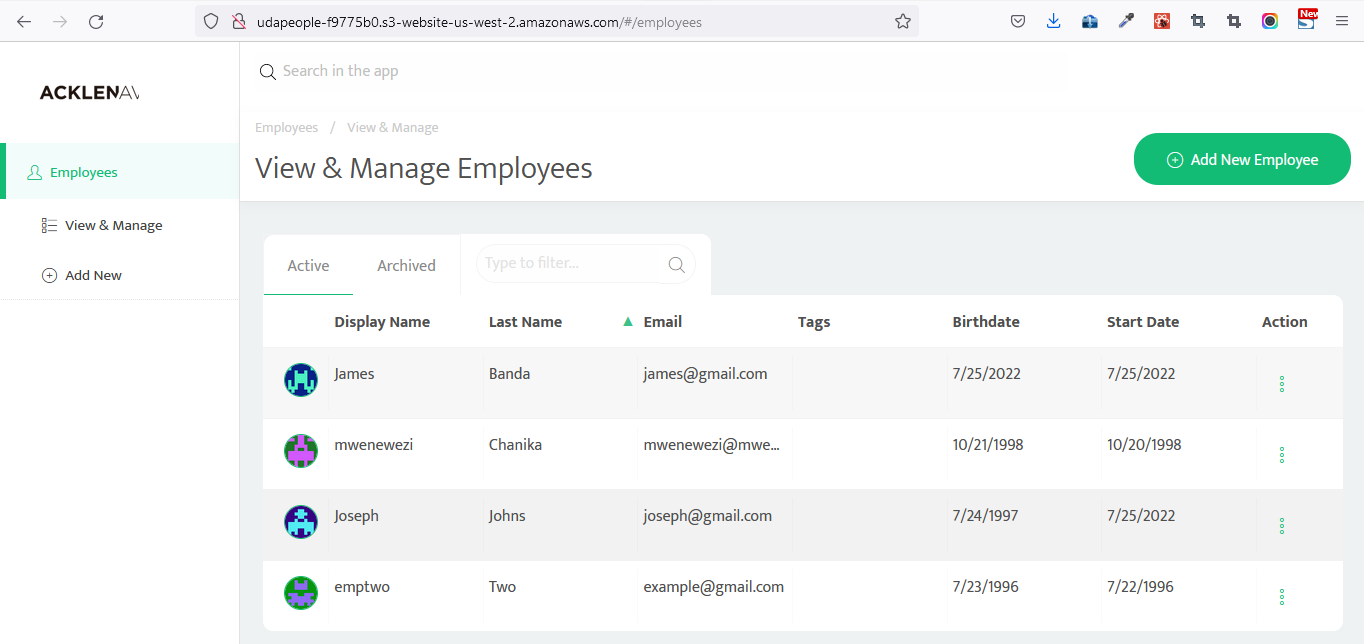 udapeople-f9775b0.s3-website-us-west-2.amazonaws.com/#/employees
New
ACKLENAV
Search in the app
Employees / View & Manage
View & Manage Employees
Add New Employee
Employees
View & Manage
Add New
Active Archived Type to filter...
Display Name Last Name ▲ Email Tags Birthdate Start Date Action
James Banda james@gmail.com 7/25/2022 7/25/2022
mwenewezi Chanika mwenewezi@mwe... 10/21/1998 10/20/1998
Joseph Johns joseph@gmail.com 7/24/1997 7/25/2022
emptwo Two example@gmail.com 7/23/1996 7/22/1996